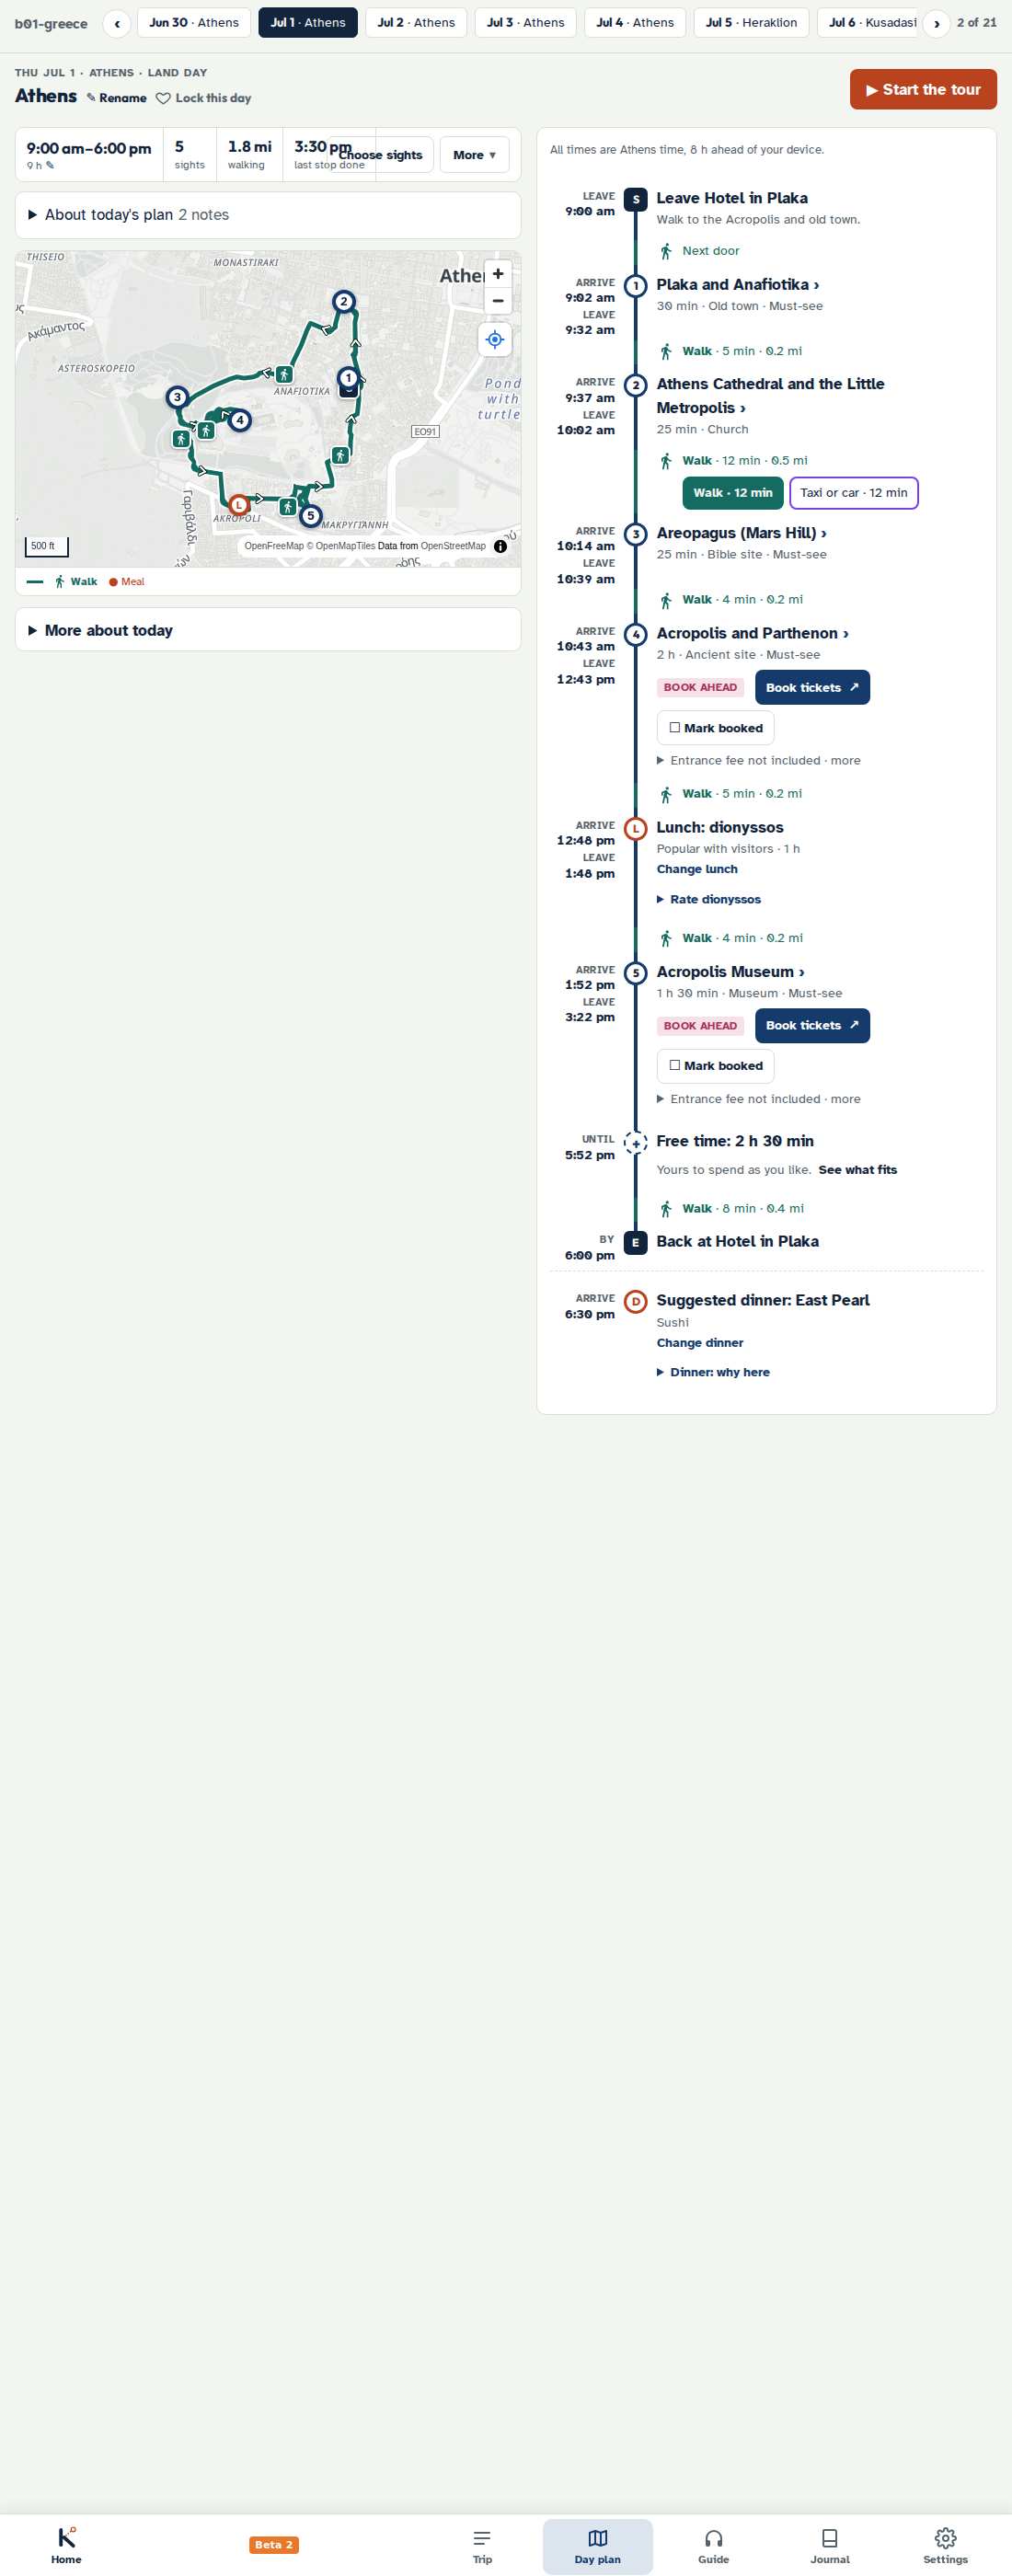 b01-greece
‹
Jun 30 · Athens
Jul 1 · Athens
Jul 2 · Athens
Jul 3 · Athens
Jul 4 · Athens
Jul 5 · Heraklion
Jul 6 · Kusadasi
›
2 of 21
THU JUL 1 · ATHENS · LAND DAY
Athens ✎ Rename Lock this day
▶ Start the tour
9:00 am–6:00 pm
9 h ✎
5
sights
1.8 mi
walking
3:30 pm
last stop done
Choose sights
More ▾
▶ About today's plan 2 notes
THISEIO
MONASTIRAKI
Ather
Ακάμαντος
ASTEROSKOPEIO
ANAFIOTIKA
Pond
with
turtle
EO91
1
2
3
4
5
L
+
−
Γαριβάλδι
AKROPOLI
ΜΑΚΡΥΓΙΑΝΝΗ
500 ft
OpenFreeMap © OpenMapTiles Data from OpenStreetMap
Walk
Meal
▶ More about today
All times are Athens time, 8 h ahead of your device.
LEAVE
9:00 am
S
Leave Hotel in Plaka
Walk to the Acropolis and old town.
Next door
ARRIVE
9:02 am
LEAVE
9:32 am
1
Plaka and Anafiotika ›
30 min · Old town · Must-see
Walk · 5 min · 0.2 mi
ARRIVE
9:37 am
LEAVE
10:02 am
2
Athens Cathedral and the Little
Metropolis ›
25 min · Church
Walk · 12 min · 0.5 mi
Walk · 12 min
Taxi or car · 12 min
ARRIVE
10:14 am
LEAVE
10:39 am
3
Areopagus (Mars Hill) ›
25 min · Bible site · Must-see
Walk · 4 min · 0.2 mi
ARRIVE
10:43 am
LEAVE
12:43 pm
4
Acropolis and Parthenon ›
2 h · Ancient site · Must-see
BOOK AHEAD
Book tickets ↗
☐ Mark booked
▶ Entrance fee not included · more
Walk · 5 min · 0.2 mi
ARRIVE
12:48 pm
LEAVE
1:48 pm
L
Lunch: dionyssos
Popular with visitors · 1 h
Change lunch
▶ Rate dionyssos
Walk · 4 min · 0.2 mi
ARRIVE
1:52 pm
LEAVE
3:22 pm
5
Acropolis Museum ›
1 h 30 min · Museum · Must-see
BOOK AHEAD
Book tickets ↗
☐ Mark booked
▶ Entrance fee not included · more
UNTIL
5:52 pm
+
Free time: 2 h 30 min
Yours to spend as you like. See what fits
Walk · 8 min · 0.4 mi
BY
6:00 pm
E
Back at Hotel in Plaka
ARRIVE
6:30 pm
D
Suggested dinner: East Pearl
Sushi
Change dinner
▶ Dinner: why here
Home
Beta 2
Trip
Day plan
Guide
Journal
Settings